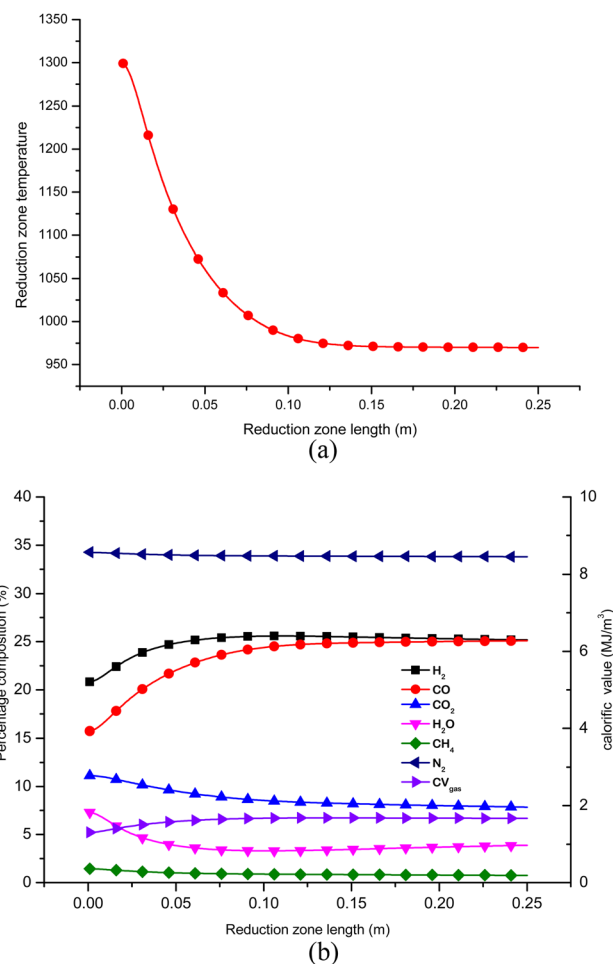 1350
1300
1250
1200
1150
1100
1050
1000
950
Reduction zone temperature
0.00 0.05 0.10 0.15 0.20 0.25
Reduction zone length (m)
(a)
40
35
30
25
20
15
10
5
0
Percentage composition (%)
10
8
6
4
2
0
calorific value (MJ/m³)
H₂
CO
CO₂
H₂O
CH₄
N₂
CV gas
0.00 0.05 0.10 0.15 0.20 0.25
Reduction zone length (m)
(b)